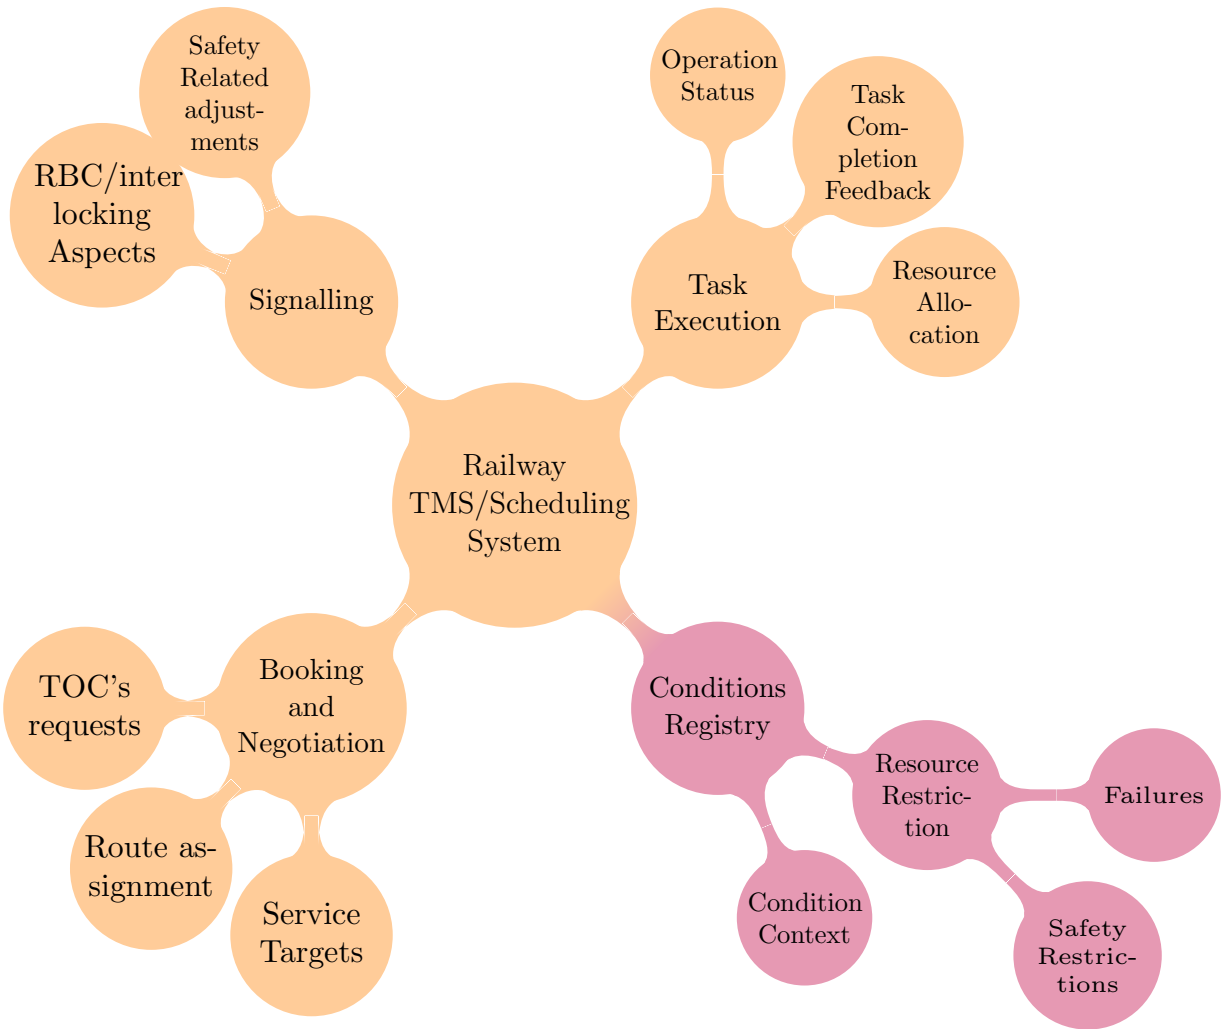 Safety
Related
adjust-
ments
RBC/inter
locking
Aspects
Signalling
Operation
Status
Task
Com-
pletion
Feedback
Task
Execution
Resource
Allo-
cation
Railway
TMS/Scheduling
System
Booking
and
Negotiation
TOC's
requests
Route as-
signment
Service
Targets
Conditions
Registry
Resource
Restric-
tion
Failures
Condition
Context
Safety
Restric-
tions